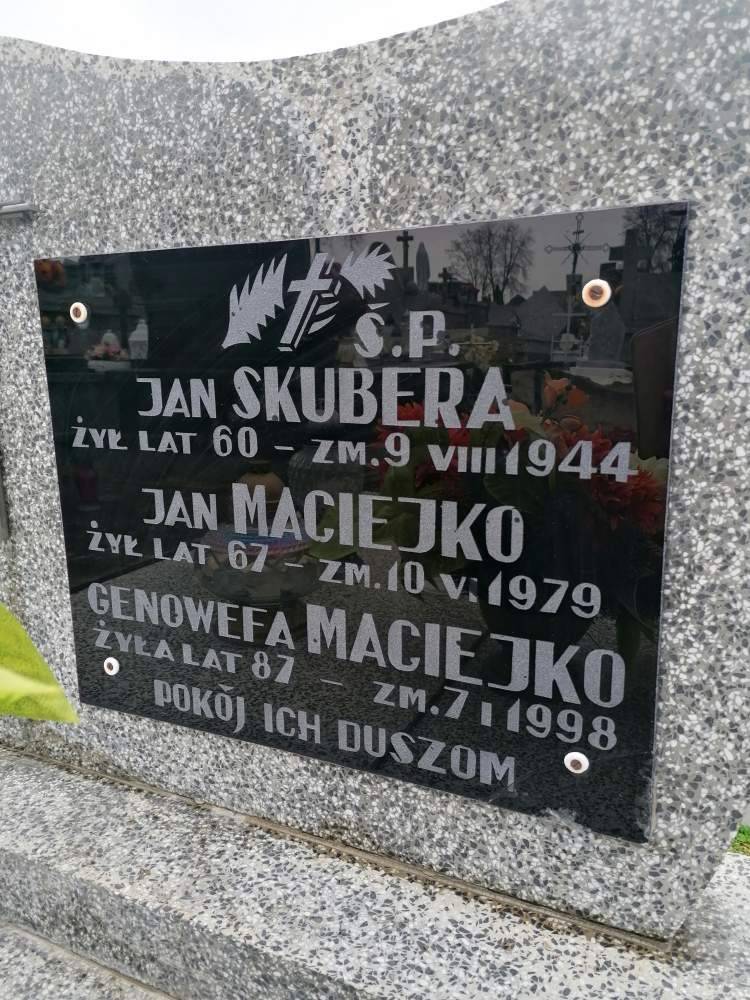 Ś.P.
JAN SKUBERA
ŻYŁ LAT 60 – ZM. 9 VIII 1944
JAN MACIEJKO
ŻYŁ LAT 67 – ZM. 10 VI 1979
GENOWEFA MACIEJKO
ŻYŁA LAT 87 – ZM. 7 I 1998
POKÓJ ICH DUSZOM